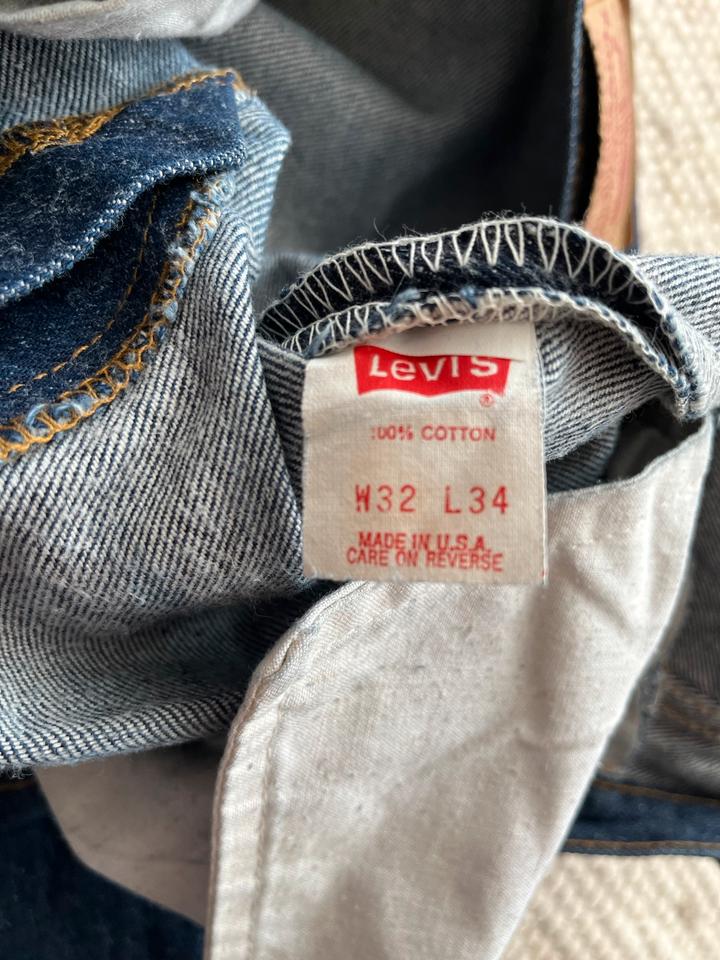 Levi's
®
100% COTTON
W32 L34
MADE IN U.S.A.
CARE ON REVERSE